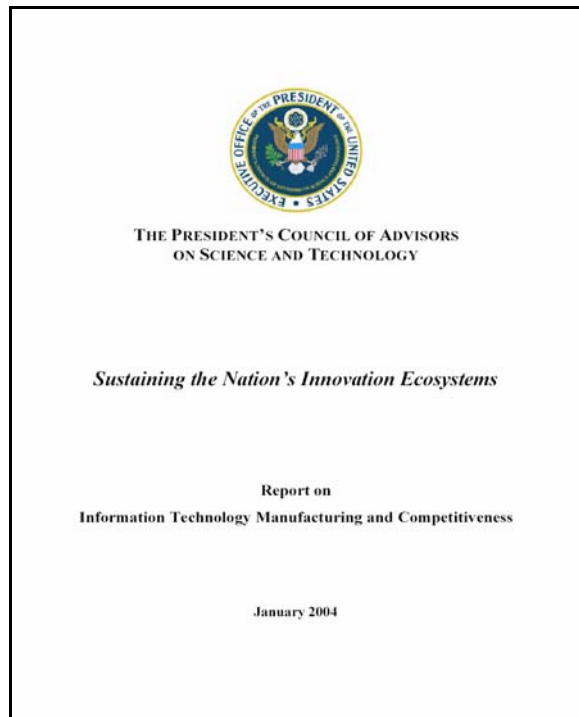 EXECUTIVE OFFICE OF THE PRESIDENT OF THE UNITED STATES
THE PRESIDENT'S COUNCIL OF ADVISORS
ON SCIENCE AND TECHNOLOGY
Sustaining the Nation's Innovation Ecosystems
Report on
Information Technology Manufacturing and Competitiveness
January 2004